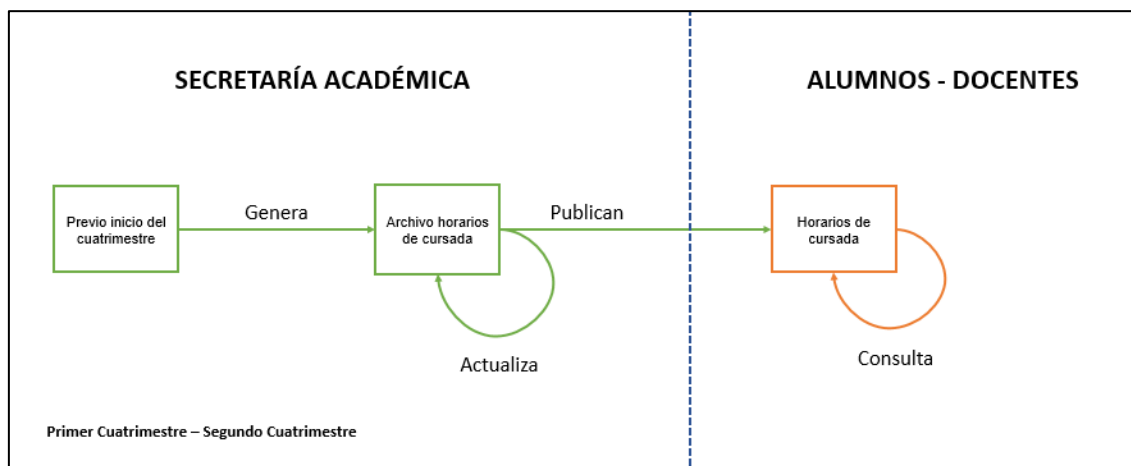 SECRETARÍA ACADÉMICA
ALUMNOS - DOCENTES
Previo inicio del
cuatrimestre
Genera
Archivo horarios
de cursada
Publican
Horarios de
cursada
Actualiza
Consulta
Primer Cuatrimestre – Segundo Cuatrimestre